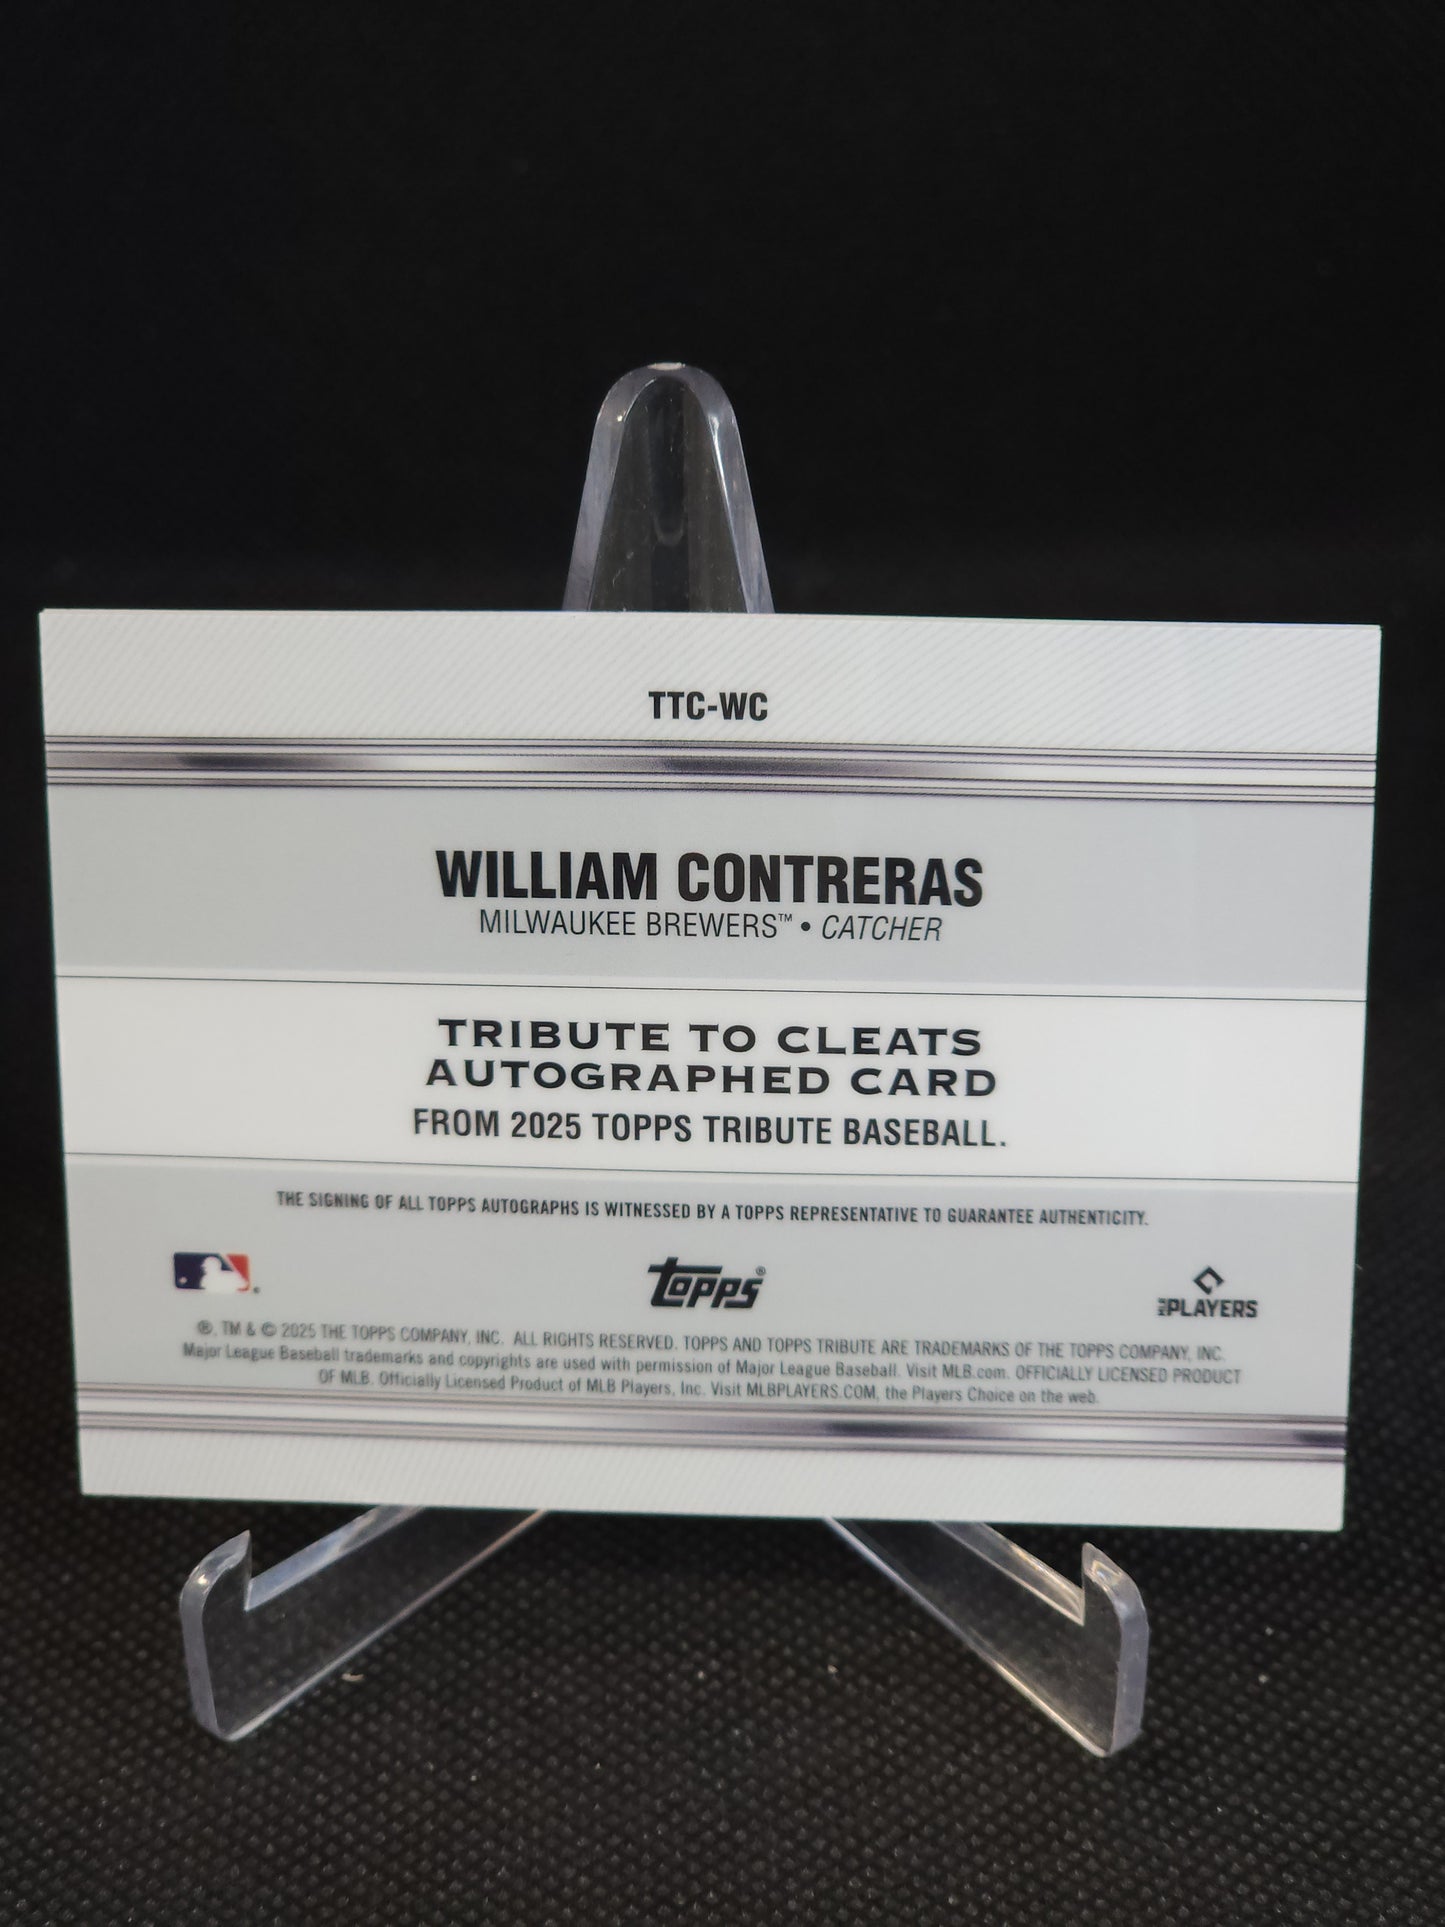 TTC-WC
WILLIAM CONTRERAS
MILWAUKEE BREWERS™ • CATCHER
TRIBUTE TO CLEATS
AUTOGRAPHED CARD
FROM 2025 TOPPS TRIBUTE BASEBALL.
THE SIGNING OF ALL TOPPS AUTOGRAPHS IS WITNESSED BY A TOPPS REPRESENTATIVE TO GUARANTEE AUTHENTICITY.
®
topps®
MLB PLAYERS
®, TM & © 2025 THE TOPPS COMPANY, INC. ALL RIGHTS RESERVED. TOPPS AND TOPPS TRIBUTE ARE TRADEMARKS OF THE TOPPS COMPANY, INC.
Major League Baseball trademarks and copyrights are used with permission of Major League Baseball. Visit MLB.com. OFFICIALLY LICENSED PRODUCT
OF MLB. Officially Licensed Product of MLB Players, Inc. Visit MLBPLAYERS.COM, the Players Choice on the web.